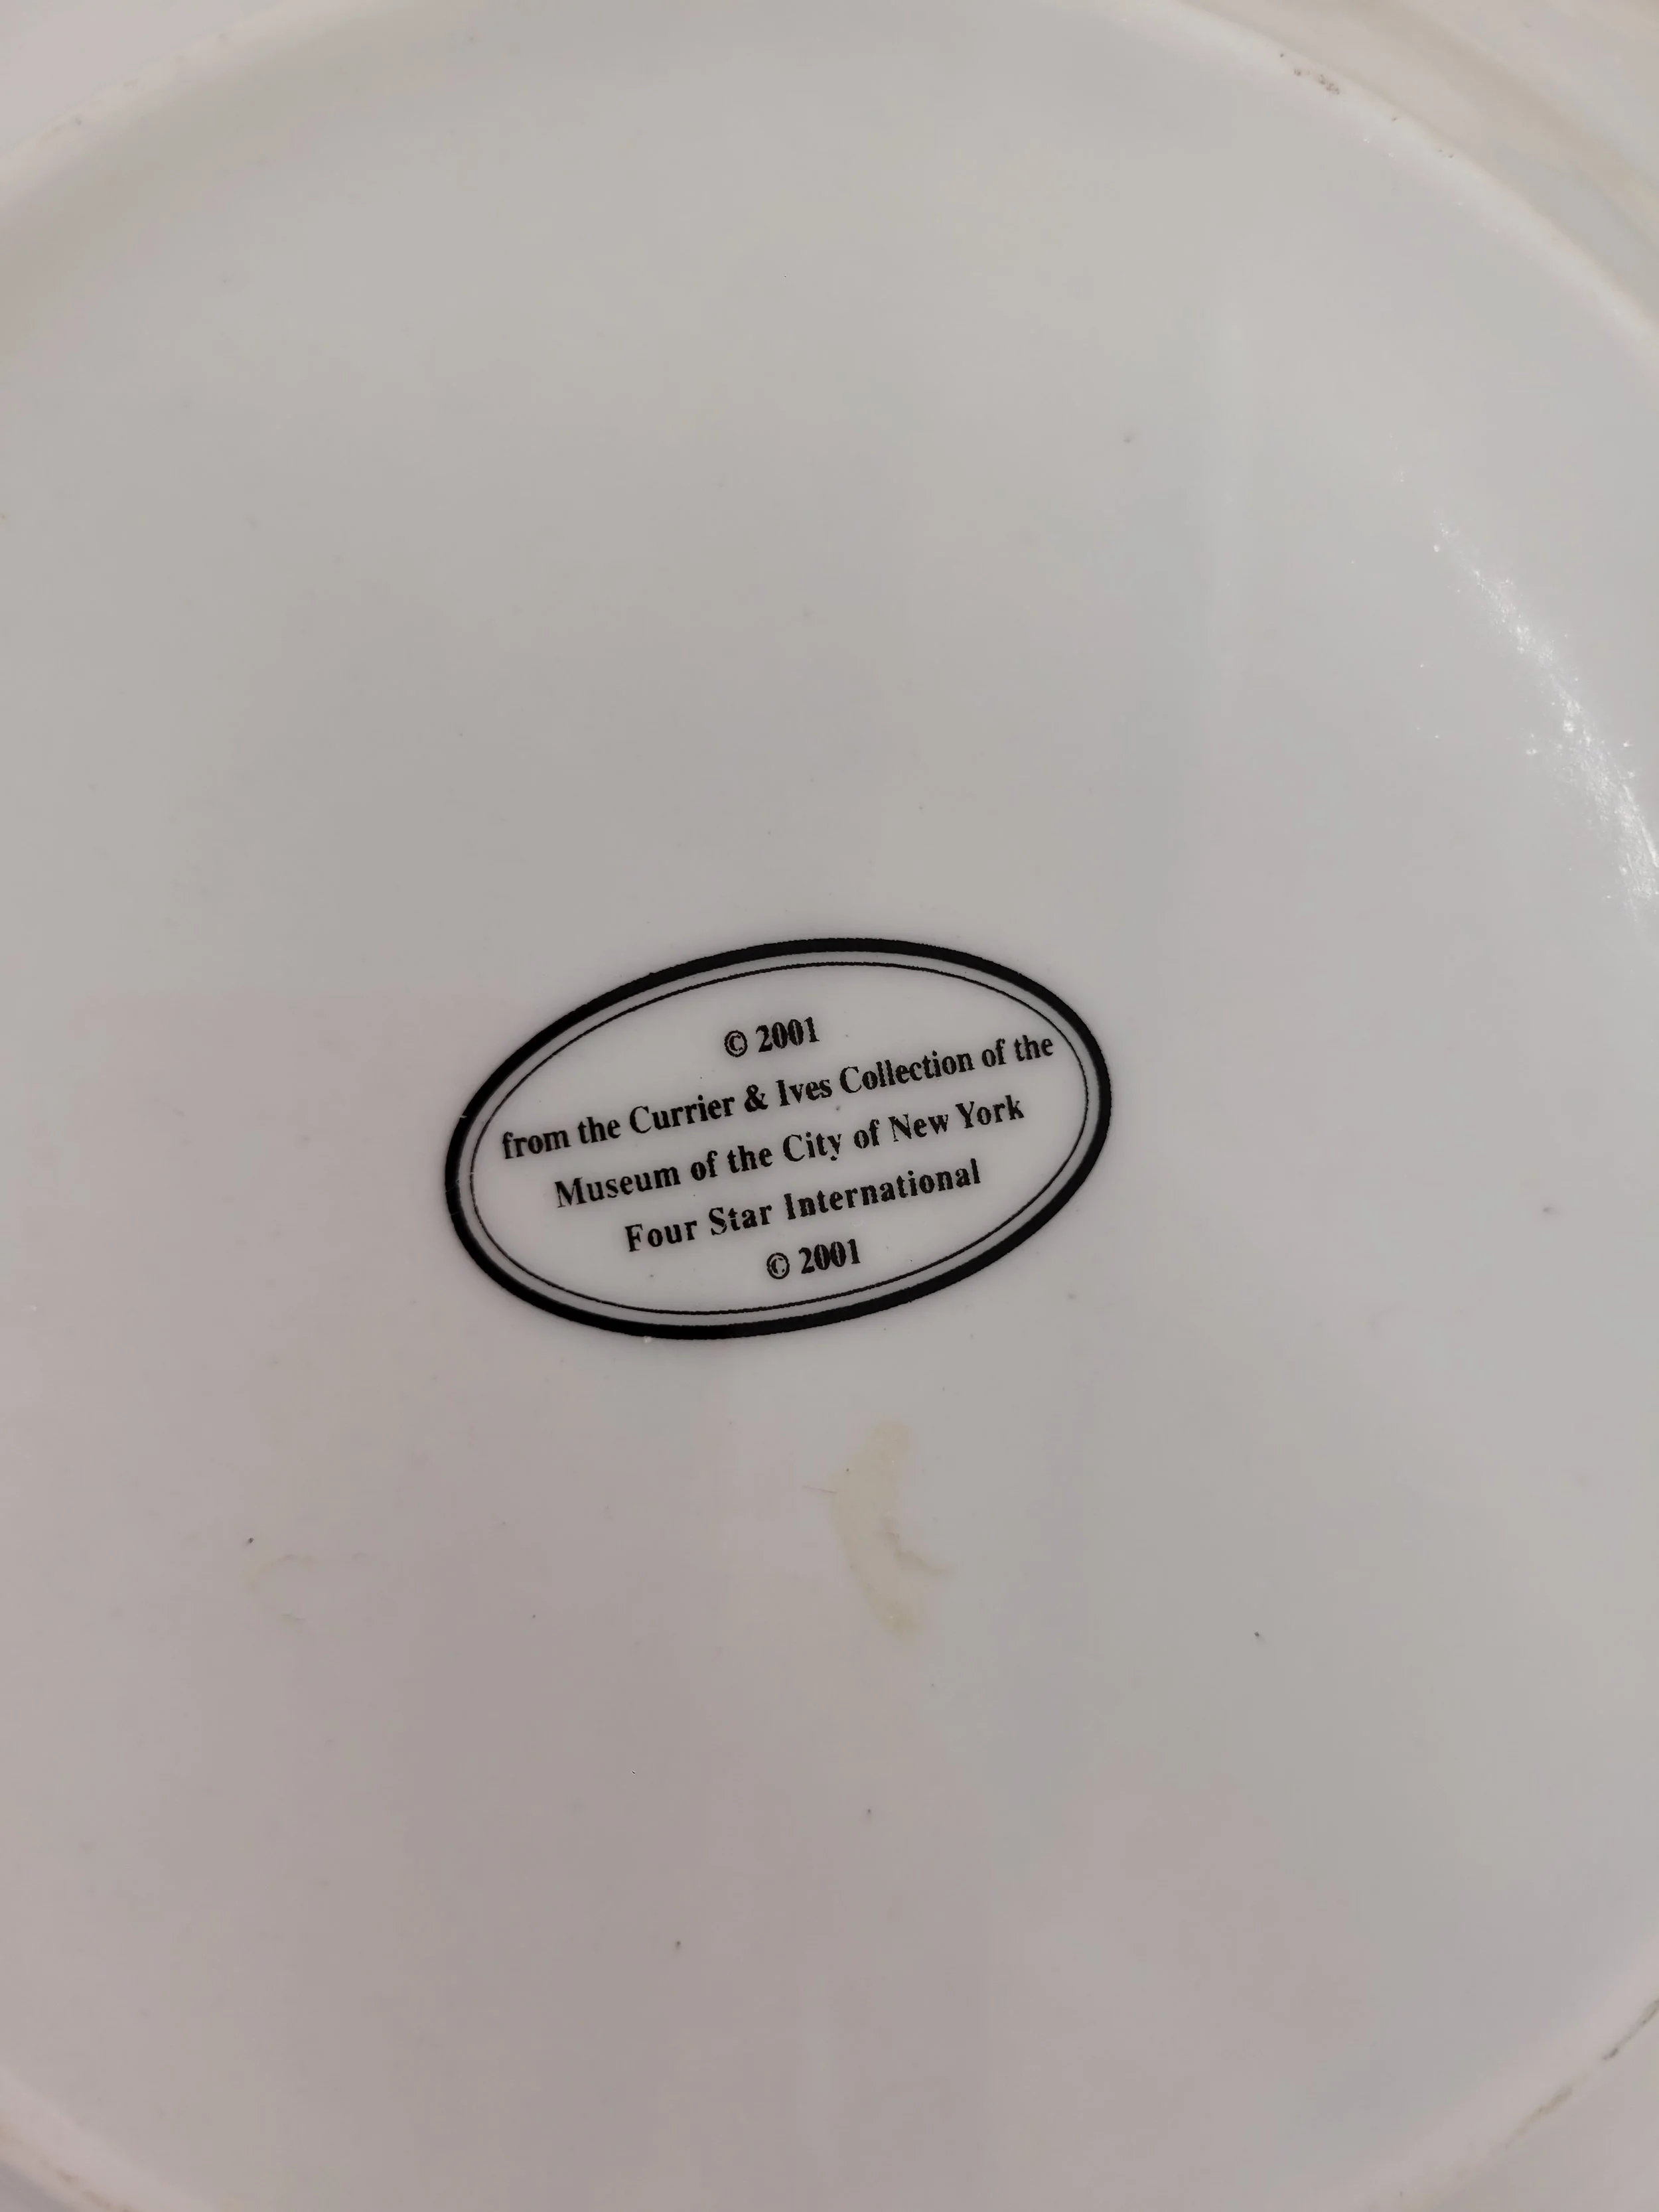 © 2001
from the Currier & Ives Collection of the
Museum of the City of New York
Four Star International
© 2001